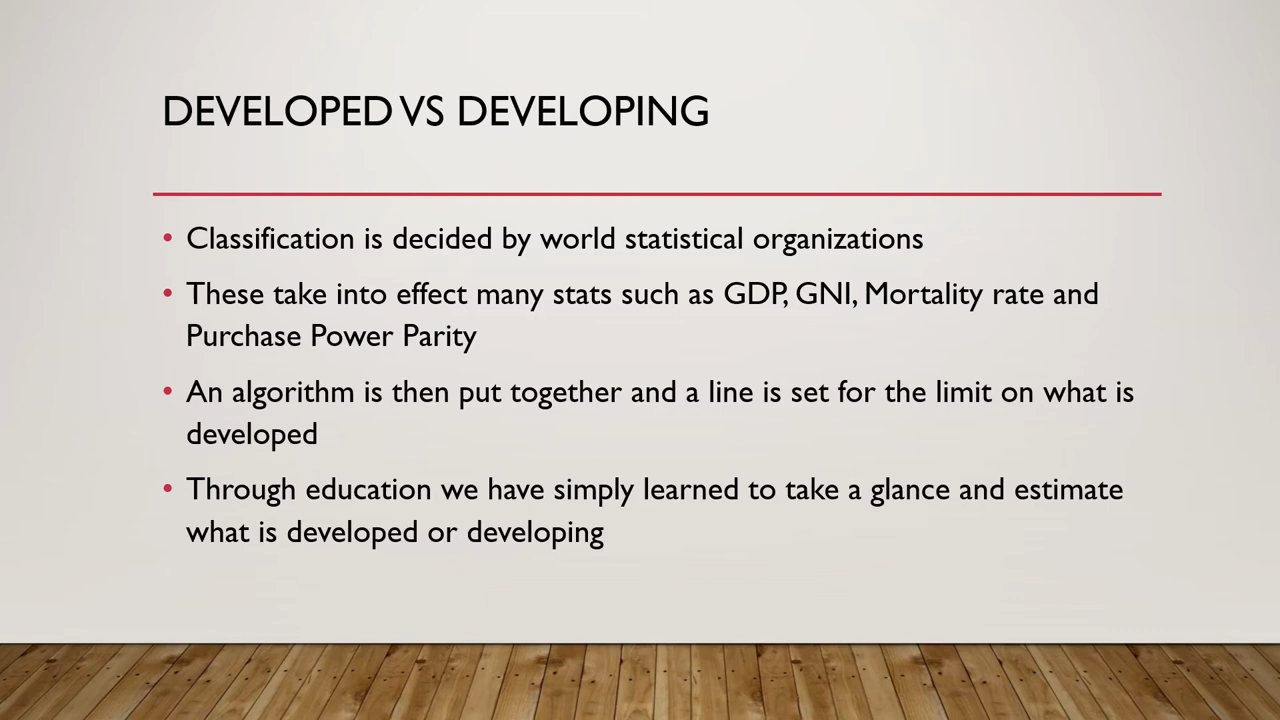 DEVELOPED VS DEVELOPING
• Classification is decided by world statistical organizations
• These take into effect many stats such as GDP, GNI, Mortality rate and
Purchase Power Parity
• An algorithm is then put together and a line is set for the limit on what is
developed
• Through education we have simply learned to take a glance and estimate
what is developed or developing